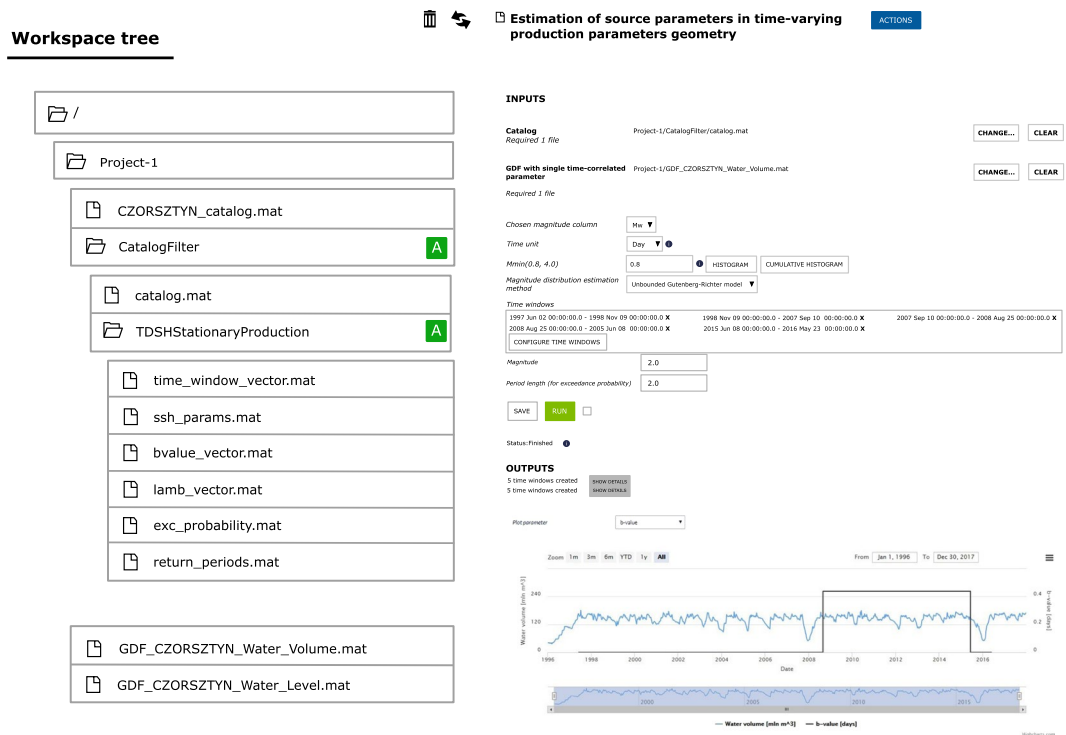 Workspace tree
/
Project-1
CZORSZTYN_catalog.mat
CatalogFilter
A
catalog.mat
TDSHStationaryProduction
A
time_window_vector.mat
ssh_params.mat
bvalue_vector.mat
lamb_vector.mat
exc_probability.mat
return_periods.mat
GDF_CZORSZTYN_Water_Volume.mat
GDF_CZORSZTYN_Water_Level.mat
Estimation of source parameters in time-varying
production parameters geometry
ACTIONS
INPUTS
Catalog
Required 1 file
Project-1/CatalogFilter/catalog.mat
CHANGE...
CLEAR
GDF with single time-correlated
parameter
Project-1/GDF_CZORSZTYN_Water_Volume.mat
CHANGE...
CLEAR
Required 1 file
Chosen magnitude column
Mw
Time unit
Day
Mmin(0.8, 4.0)
0.8
HISTOGRAM
CUMULATIVE HISTOGRAM
Magnitude distribution estimation
method
Unbounded Gutenberg-Richter model
Time windows
1997 Jun 02 00:00:00.0 - 1998 Nov 09 00:00:00.0 X
1998 Nov 09 00:00:00.0 - 2007 Sep 10 00:00:00.0 X
2007 Sep 10 00:00:00.0 - 2008 Aug 25 00:00:00.0 X
2008 Aug 25 00:00:00.0 - 2005 Jun 08 00:00:00.0 X
2015 Jun 08 00:00:00.0 - 2016 May 23 00:00:00.0 X
CONFIGURE TIME WINDOWS
Magnitude
2.0
Period length (for exceedance probability)
2.0
SAVE
RUN
Status:Finished
OUTPUTS
5 time windows created
SHOW DETAILS
5 time windows created
SHOW DETAILS
Plot parameter
b-value
Zoom 1m 3m 6m YTD 1y All
From Jan 1, 1996 To Dec 30, 2017
Water volume [mln m^3]
240
120
0
0.4
0.2
0
b-value [days]
1996 1998 2000 2002 2004 2006 2008 2010 2012 2014 2016
Date
2000 2005 2010 2015
Water volume [mln m^3]
b-value [days]